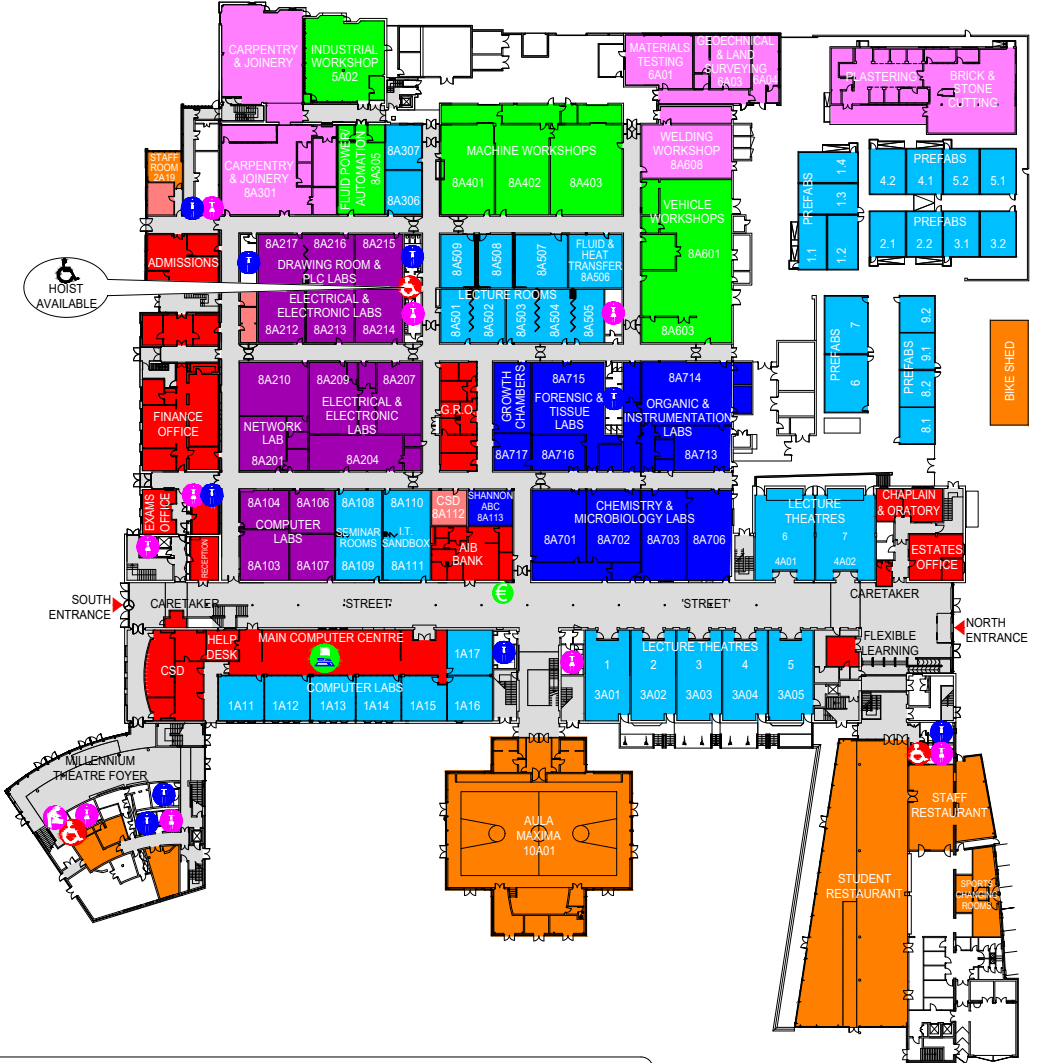 CARPENTRY
& JOINERY
INDUSTRIAL
WORKSHOP
5A02
MATERIALS
TESTING
6A01
GEOECHNICAL
& LAND
SURVEYING
6A03
6A04
PLASTERING
BRICK &
STONE
CUTTING
STAFF
ROOM
2A19
CARPENTRY
& JOINERY
8A301
FLUID POWER/
AUTOMATION
8A305
8A307
8A306
MACHINE WORKSHOPS
8A401
8A402
8A403
WELDING
WORKSHOP
8A608
VEHICLE
WORKSHOPS
8A601
8A603
PREFABS
1.4
1.3
1.1
1.2
PREFABS
4.2
4.1
5.2
5.1
PREFABS
2.1
2.2
3.1
3.2
ADMISSIONS
HOIST
AVAILABLE
8A217
8A216
8A215
DRAWING ROOM &
PLC LABS
ELECTRICAL &
ELECTRONIC LABS
8A212
8A213
8A214
8A509
8A508
8A507
FLUID &
HEAT
TRANSFER
8A506
LECTURE ROOMS
8A501
8A502
8A503
8A504
8A505
PREFABS
7
6
PREFABS
9.2
9.1
8.2
8.1
BIKE SHED
FINANCE
OFFICE
8A210
8A209
8A207
ELECTRICAL &
ELECTRONIC
LABS
NETWORK
LAB
8A201
8A204
G.R.O.
GROWTH
CHAMBERS
8A717
8A715
FORENSIC &
TISSUE
LABS
8A716
8A714
ORGANIC &
INSTRUMENTATION
LABS
8A713
EXAMS
OFFICE
RECEPTION
8A104
8A106
COMPUTER
LABS
8A103
8A107
8A108
SEMINAR
ROOMS
8A109
8A110
I.T.
SANDBOX
8A111
CSD
8A112
SHANNON
ABC
8A113
AIB
BANK
CHEMISTRY &
MICROBIOLOGY LABS
8A701
8A702
8A703
8A706
LECTURE
THEATRES
6
7
4A01
4A02
CHAPLAIN
& ORATORY
ESTATES
OFFICE
CARETAKER
SOUTH
ENTRANCE
CARETAKER
'STREET'
€
'STREET'
NORTH
ENTRANCE
FLEXIBLE
LEARNING
CSD
HELP
DESK
MAIN COMPUTER CENTRE
1A17
COMPUTER LABS
1A11
1A12
1A13
1A14
1A15
1A16
LECTURE THEATRES
1
2
3
4
5
3A01
3A02
3A03
3A04
3A05
MILLENNIUM
THEATRE FOYER
AULA
MAXIMA
10A01
STAFF
RESTAURANT
STUDENT
RESTAURANT
SPORTS
CHANGING
ROOMS